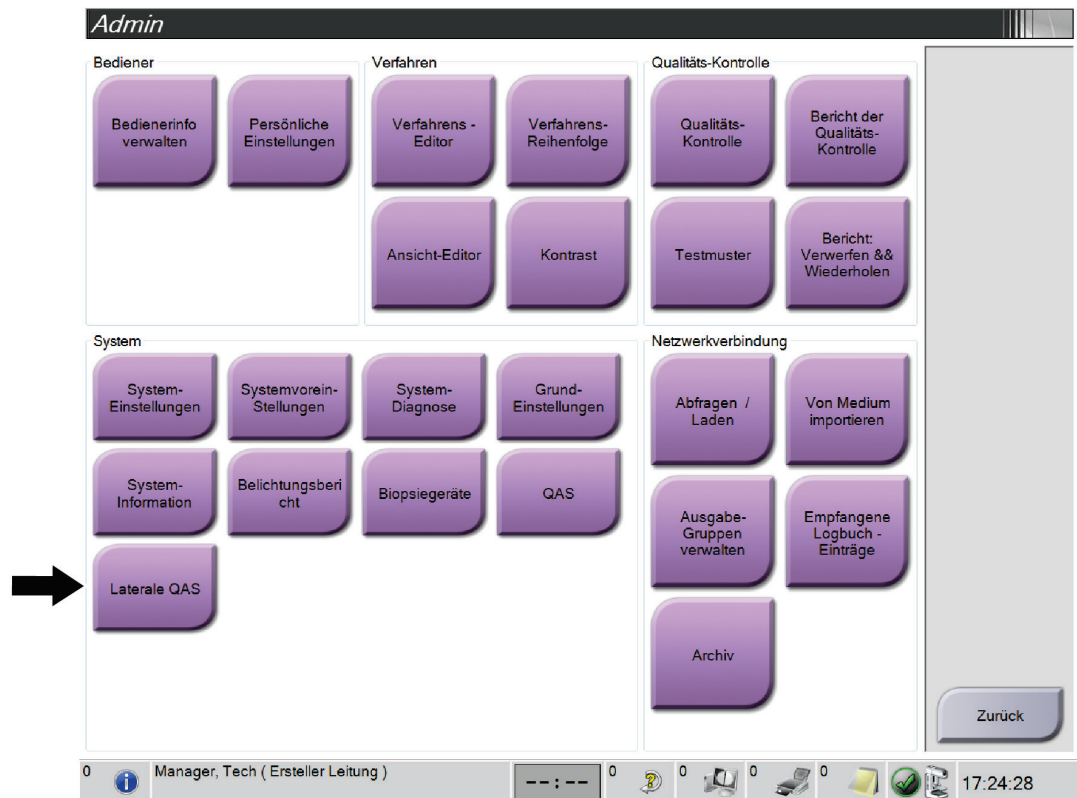 Admin
Bediener
Bedienerinfo
verwalten
Persönliche
Einstellungen
Verfahren
Verfahrens -
Editor
Verfahrens-
Reihenfolge
Ansicht-Editor
Kontrast
Qualitäts-Kontrolle
Qualitäts-
Kontrolle
Bericht der
Qualitäts-
Kontrolle
Testmuster
Bericht:
Verwerfen &&
Wiederholen
System
System-
Einstellungen
Systemvorein-
Stellungen
System-
Diagnose
Grund-
Einstellungen
System-
Information
Belichtungsberi
cht
Biopsiegeräte
QAS
Laterale QAS
Netzwerkverbindung
Abfragen /
Laden
Von Medium
importieren
Ausgabe-
Gruppen
verwalten
Empfangene
Logbuch -
Einträge
Archiv
Zurück
0
Manager, Tech ( Ersteller Leitung )
--:--
0
0
0
0
17:24:28